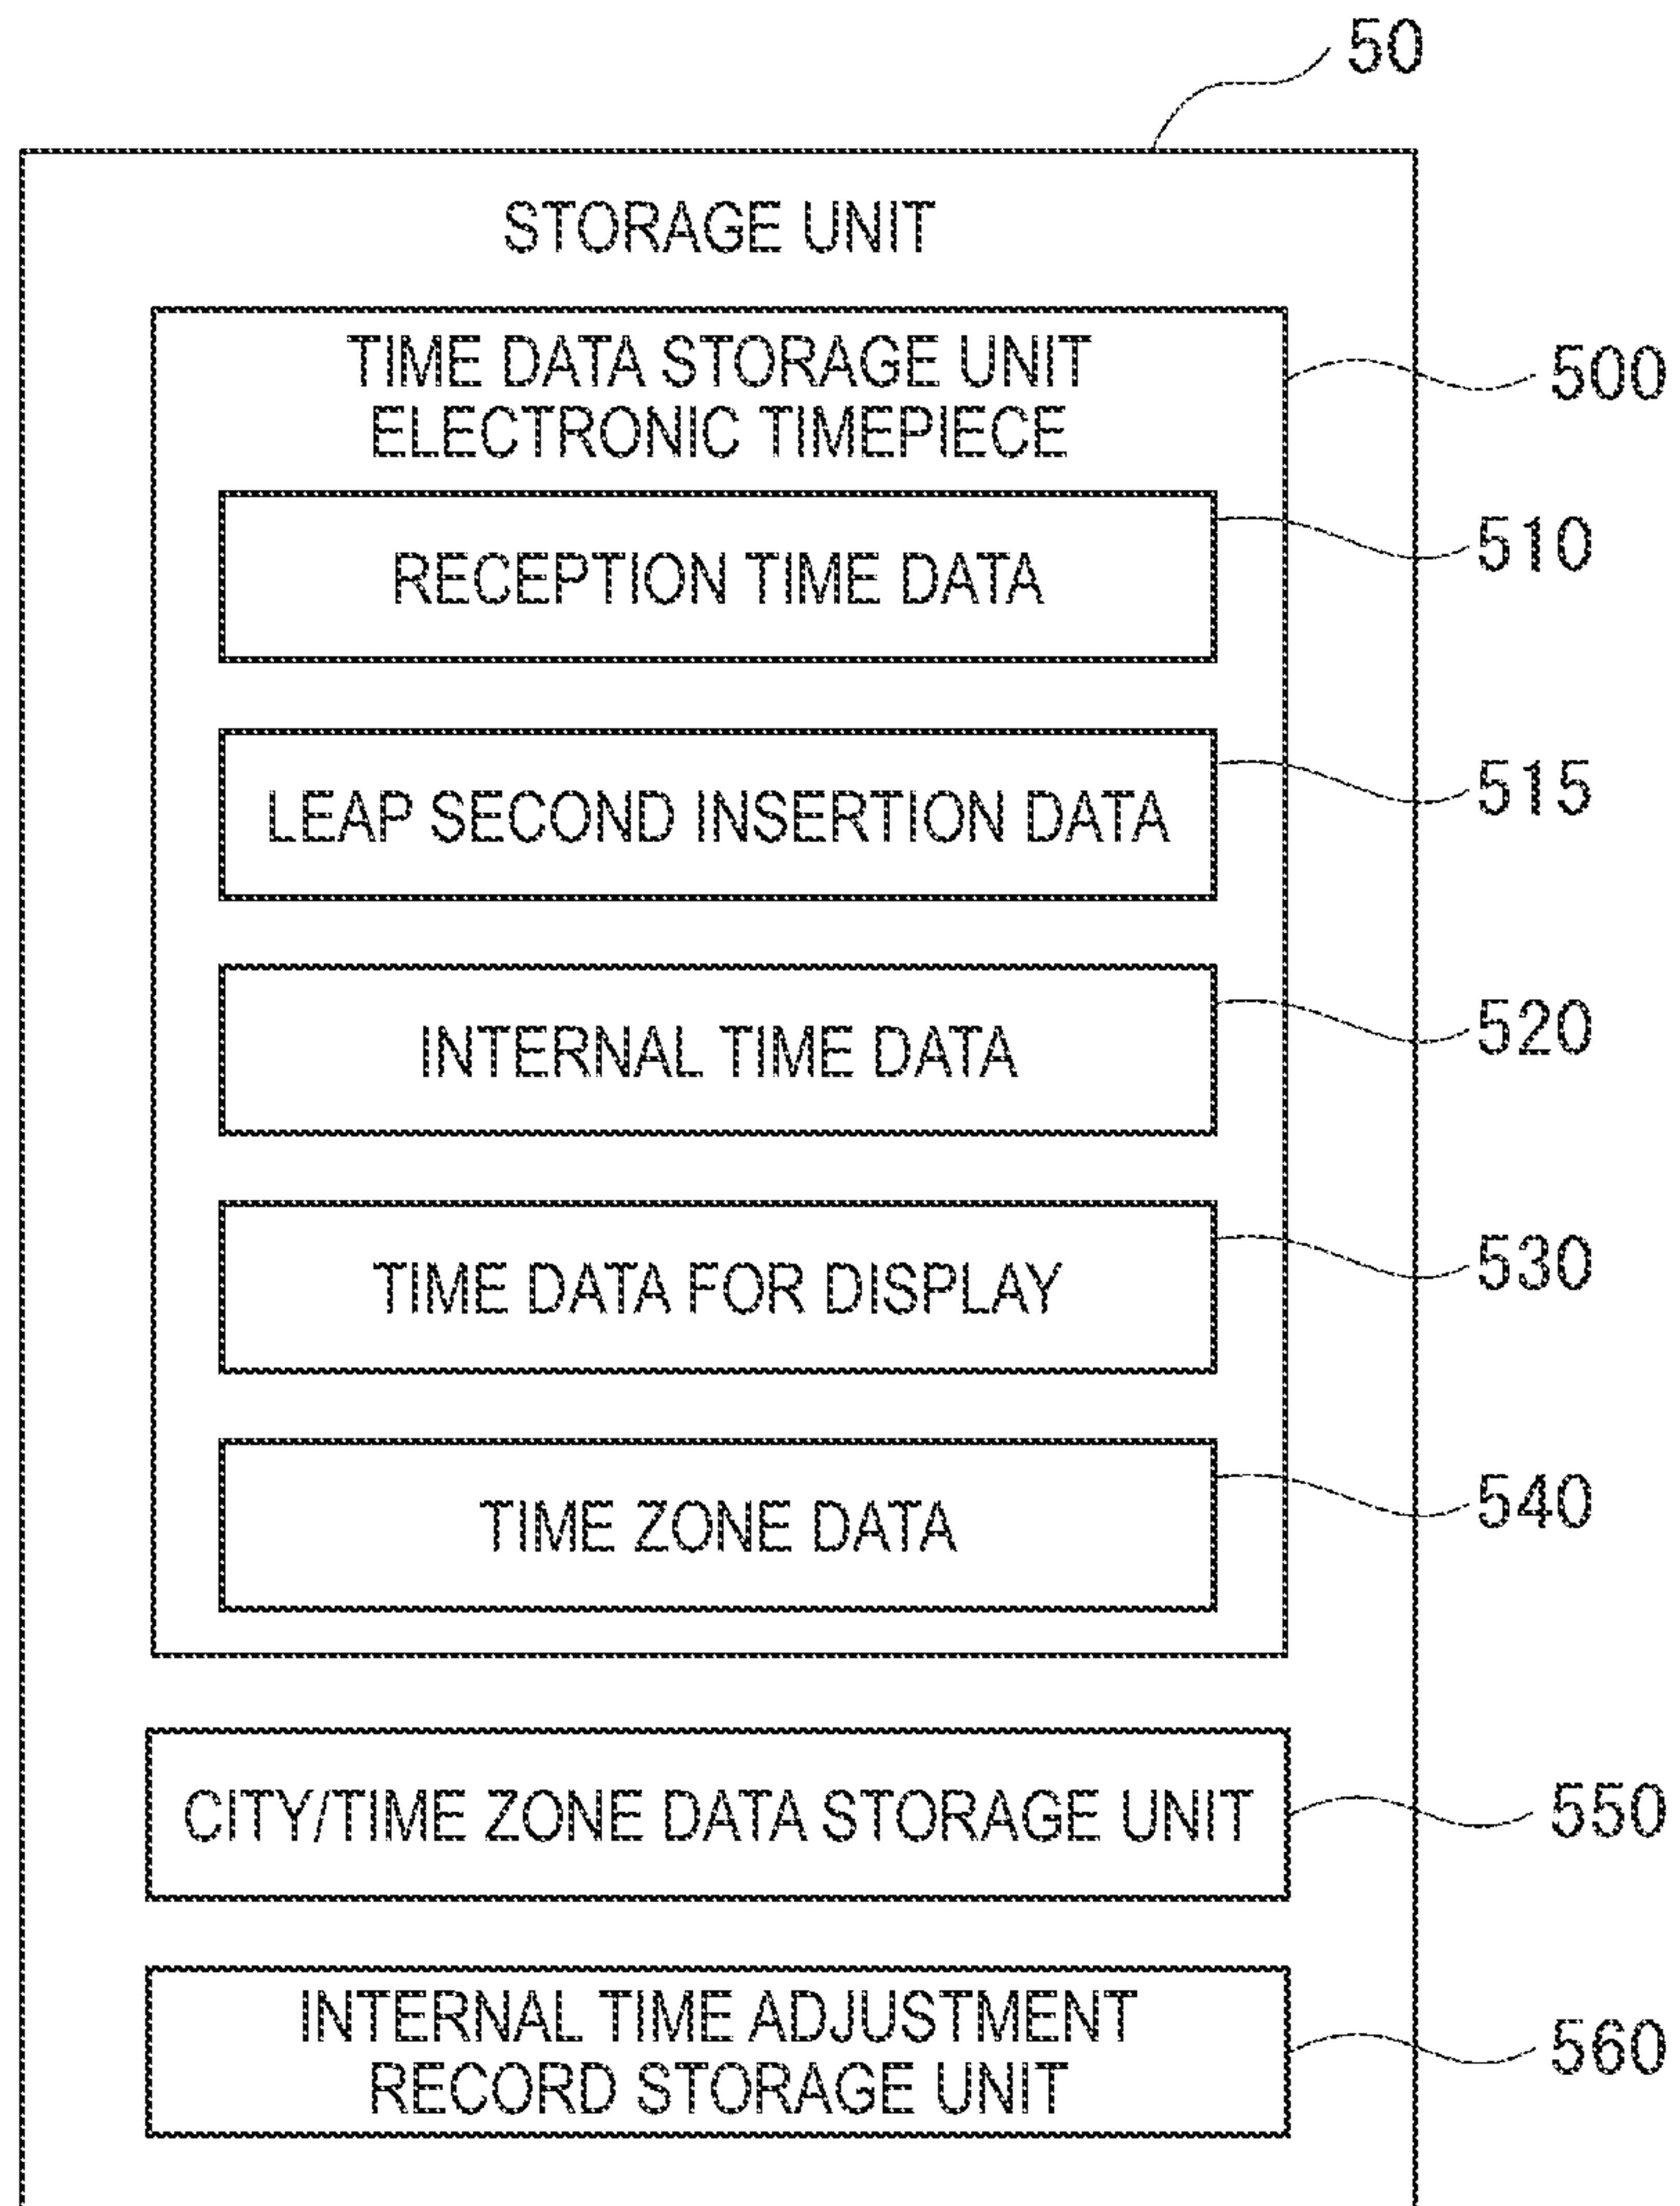 50
STORAGE UNIT
TIME DATA STORAGE UNIT
ELECTRONIC TIMEPIECE
500
RECEPTION TIME DATA
510
LEAP SECOND INSERTION DATA
515
INTERNAL TIME DATA
520
TIME DATA FOR DISPLAY
530
TIME ZONE DATA
540
CITY/TIME ZONE DATA STORAGE UNIT
550
INTERNAL TIME ADJUSTMENT
RECORD STORAGE UNIT
560